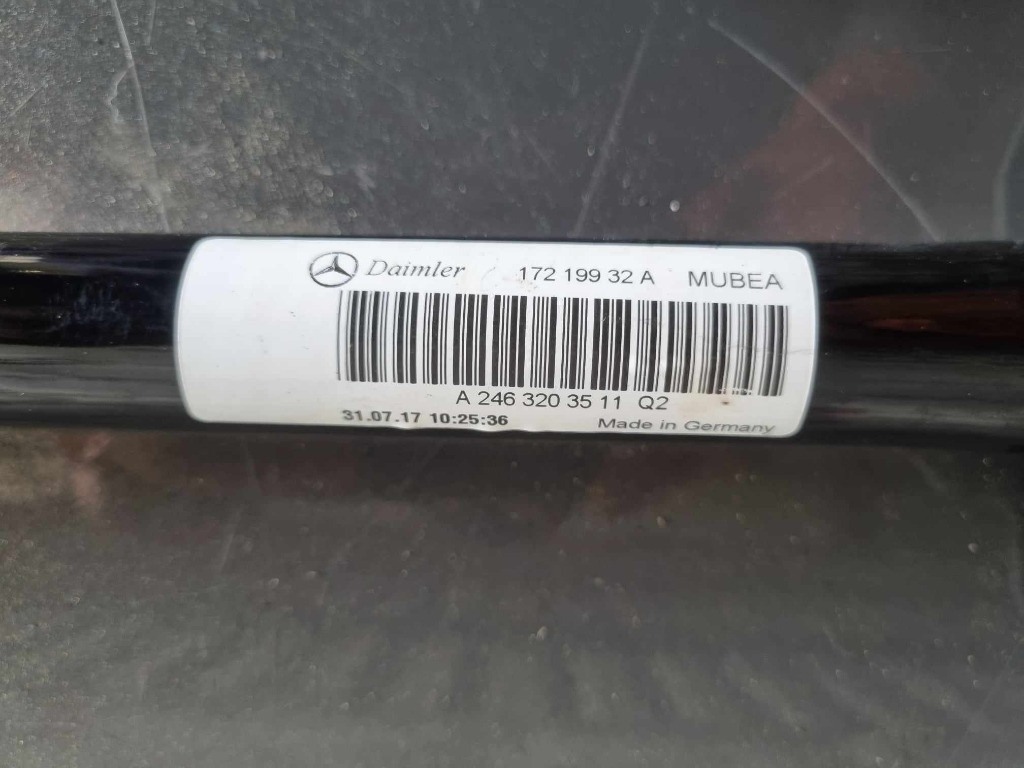 Daimler 172 199 32 A MUBEA
A 246 320 35 11 Q2
31.07.17 10:25:36 Made in Germany